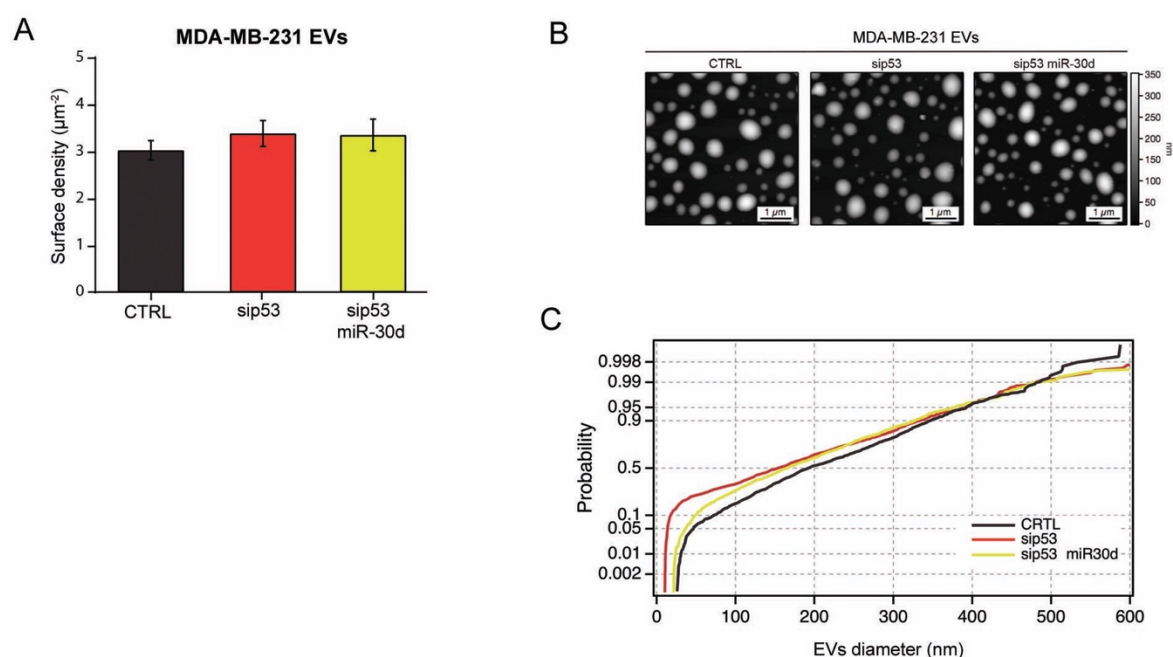 A
MDA-MB-231 EVs
Surface density (µm⁻²)
5
4
3
2
1
0
CTRL
sip53
sip53
miR-30d
B
MDA-MB-231 EVs
CTRL
sip53
sip53 miR-30d
1 µm
1 µm
1 µm
350
300
250
200
150
100
50
0
nm
C
Probability
0.998
0.99
0.95
0.9
0.5
0.1
0.05
0.01
0.002
CRTL
sip53
sip53 miR30d
0 100 200 300 400 500 600
EVs diameter (nm)